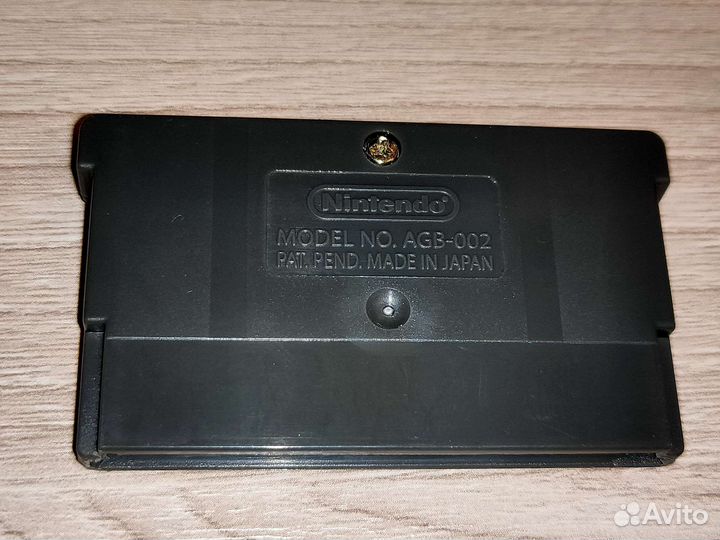 Nintendo
MODEL NO. AGB-002
PAT. PEND. MADE IN JAPAN
Avito